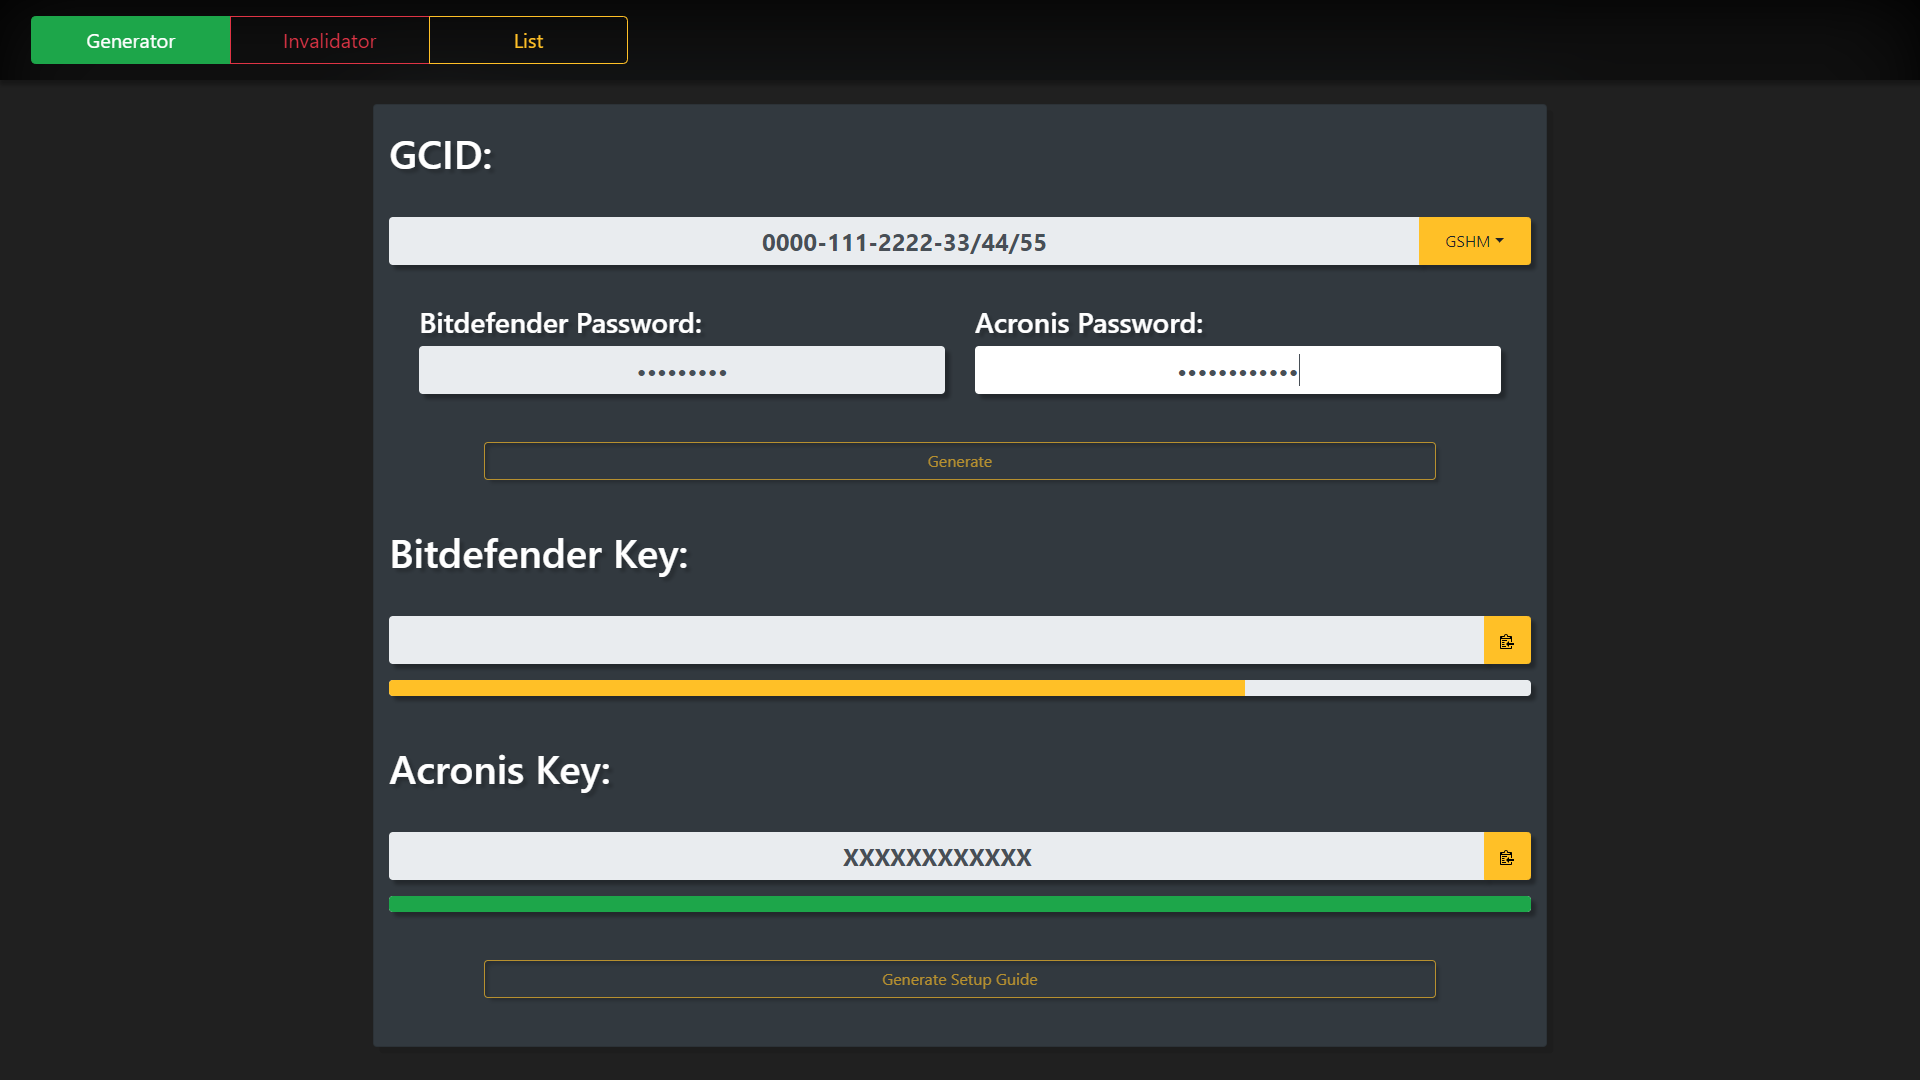 Generator Invalidator List
GCID:
0000-111-2222-33/44/55 GSHM
Bitdefender Password: Acronis Password:
••••••••• ••••••••••••
Generate
Bitdefender Key:
Acronis Key:
XXXXXXXXXXXX
Generate Setup Guide